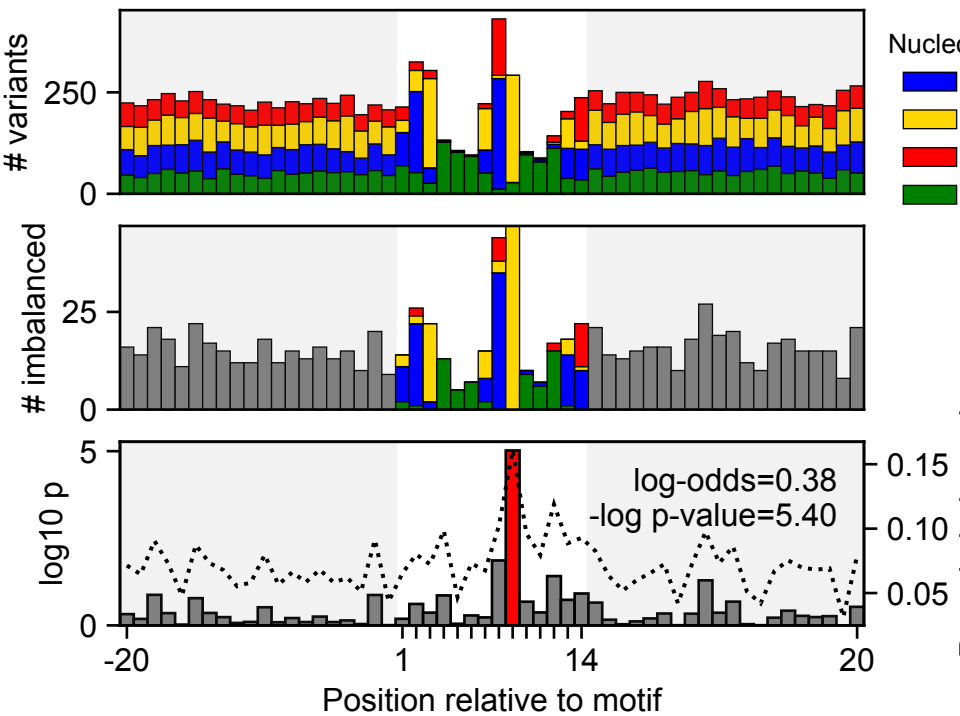 # variants
250
0
Nucleo
# imbalanced
25
0
log10 p
5
0
log-odds=0.38
-log p-value=5.40
0.15
0.10
0.05
-20
1
14
20
Position relative to motif